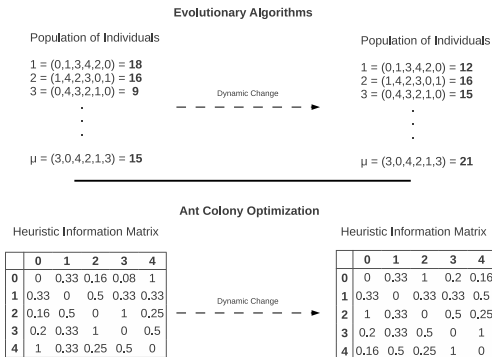 Evolutionary Algorithms
Population of Individuals
1 = (0,1,3,4,2,0) = 18
2 = (1,4,2,3,0,1) = 16
3 = (0,4,3,2,1,0) = 9
.
.
.
μ = (3,0,4,2,1,3) = 15
Dynamic Change
Population of Individuals
1 = (0,1,3,4,2,0) = 12
2 = (1,4,2,3,0,1) = 16
3 = (0,4,3,2,1,0) = 15
.
.
.
μ = (3,0,4,2,1,3) = 21
Ant Colony Optimization
Heuristic Information Matrix
0 1 2 3 4
0 0 0.33 0.16 0.08 1
1 0.33 0 0.5 0.33 0.33
2 0.16 0.5 0 1 0.25
3 0.2 0.33 1 0 0.5
4 1 0.33 0.25 0.5 0
Dynamic Change
Heuristic Information Matrix
0 1 2 3 4
0 0 0.33 1 0.2 0.16
1 0.33 0 0.33 0.33 0.5
2 1 0.33 0 0.5 0.25
3 0.2 0.33 0.5 0 1
4 0.16 0.5 0.25 1 0